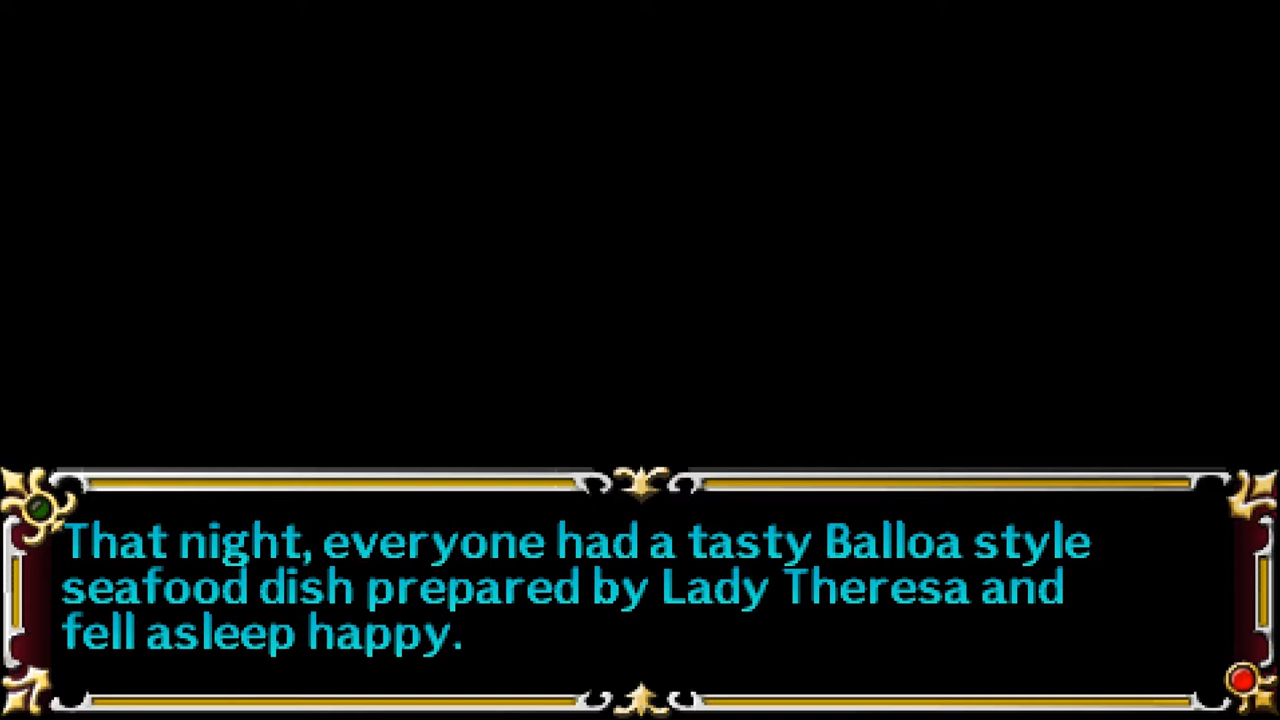 That night, everyone had a tasty Balloa style
seafood dish prepared by Lady Theresa and
fell asleep happy.